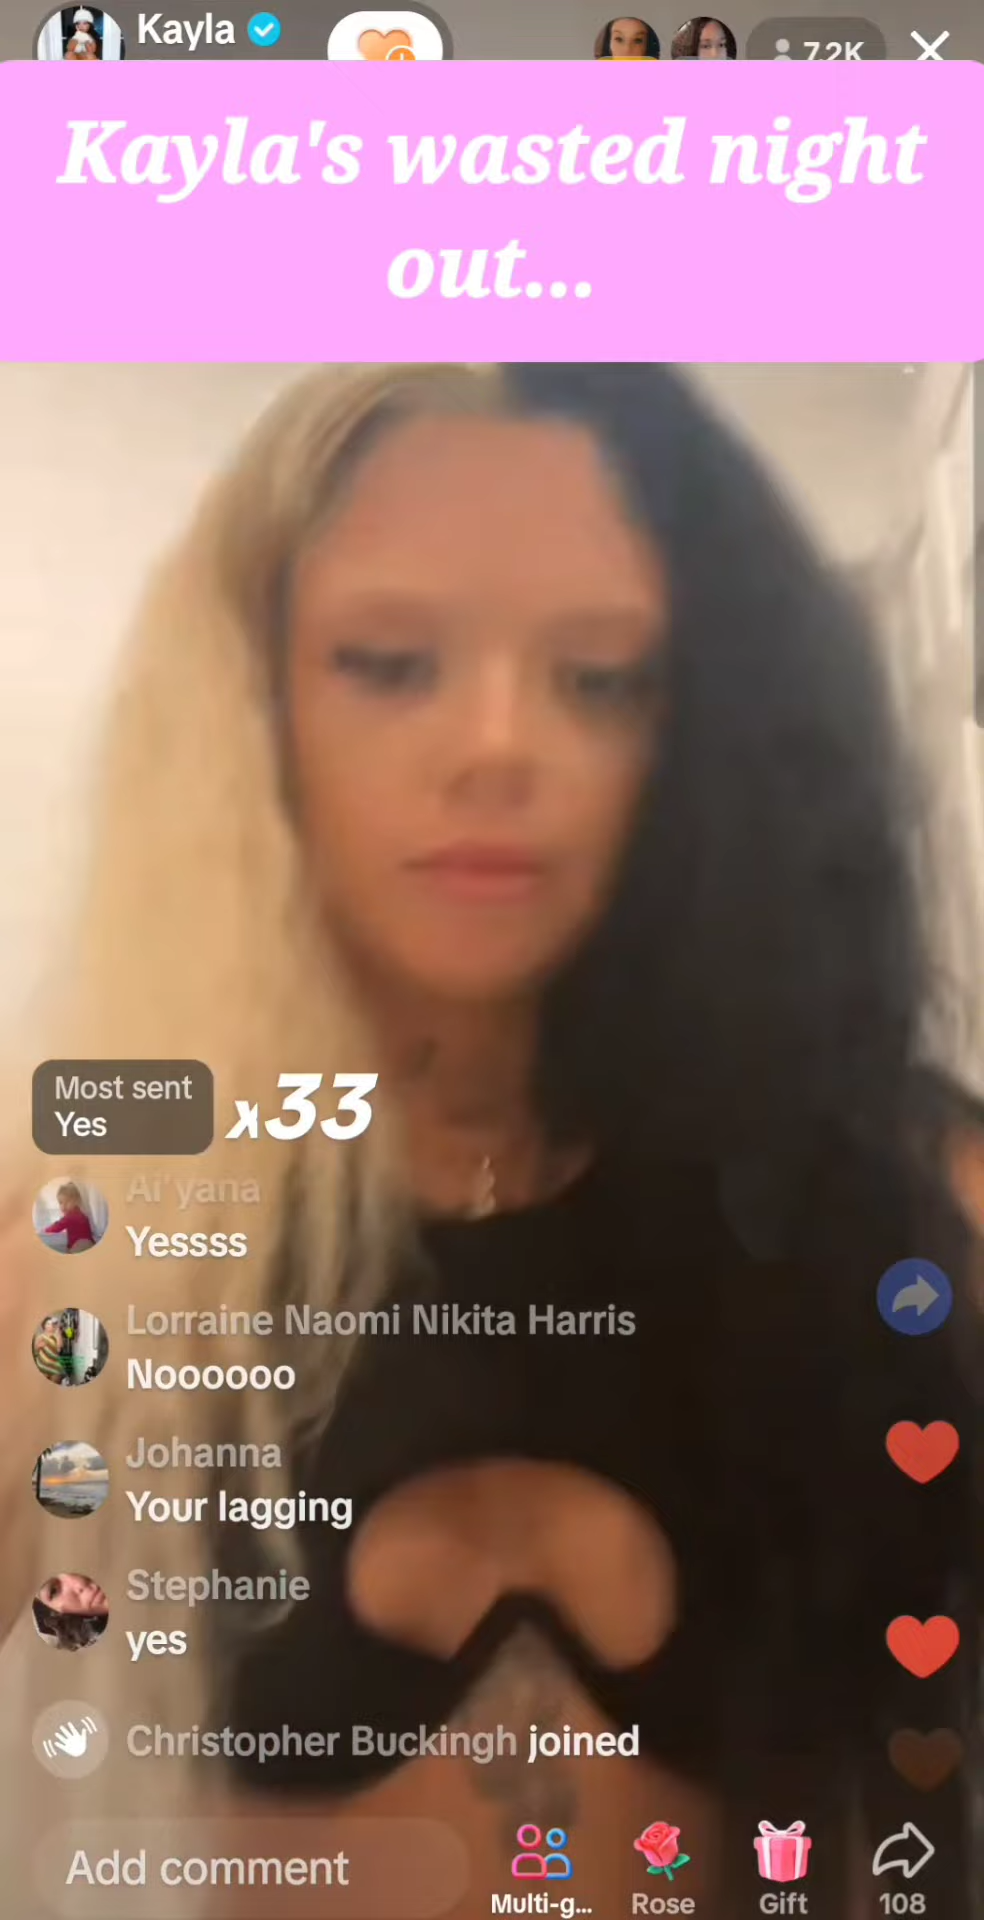 Kayla
7.2K
Kayla's wasted night
out...
Most sent
Yes
x33
Ai'yana
Yessss
Lorraine Naomi Nikita Harris
Noooooo
Johanna
Your lagging
Stephanie
yes
Christopher Buckingh joined
Add comment
Multi-g...
Rose
Gift
108